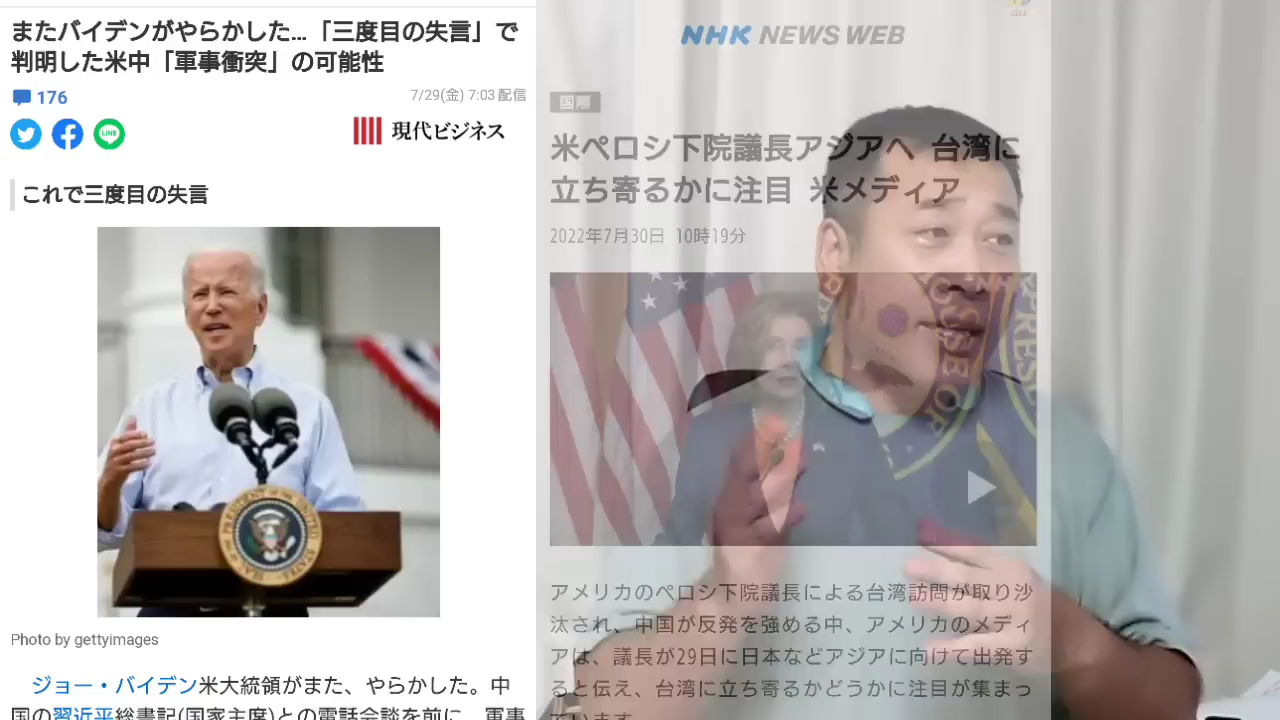 またバイデンがやらかした...「三度目の失言」で
判明した米中「軍事衝突」の可能性
176
7/29(金) 7:03 配信
LINE
現代ビジネス
これで三度目の失言
PRESIDENT
UNITED
STATES
Photo by gettyimages
ジョー・バイデン米大統領がまた、やらかした。中
国の習近平総書記(国家主席)との電話会談を前に、軍事
NHK NEWS WEB
国際
米ペロシ下院議長アジアへ 台湾に
立ち寄るかに注目 米メディア
2022年7月30日 10時19分
アメリカのペロシ下院議長による台湾訪問が取り沙
汰され、中国が反発を強める中、アメリカのメディ
アは、議長が29日に日本などアジアに向けて出発す
ると伝え、台湾に立ち寄るかどうかに注目が集まっ
ています